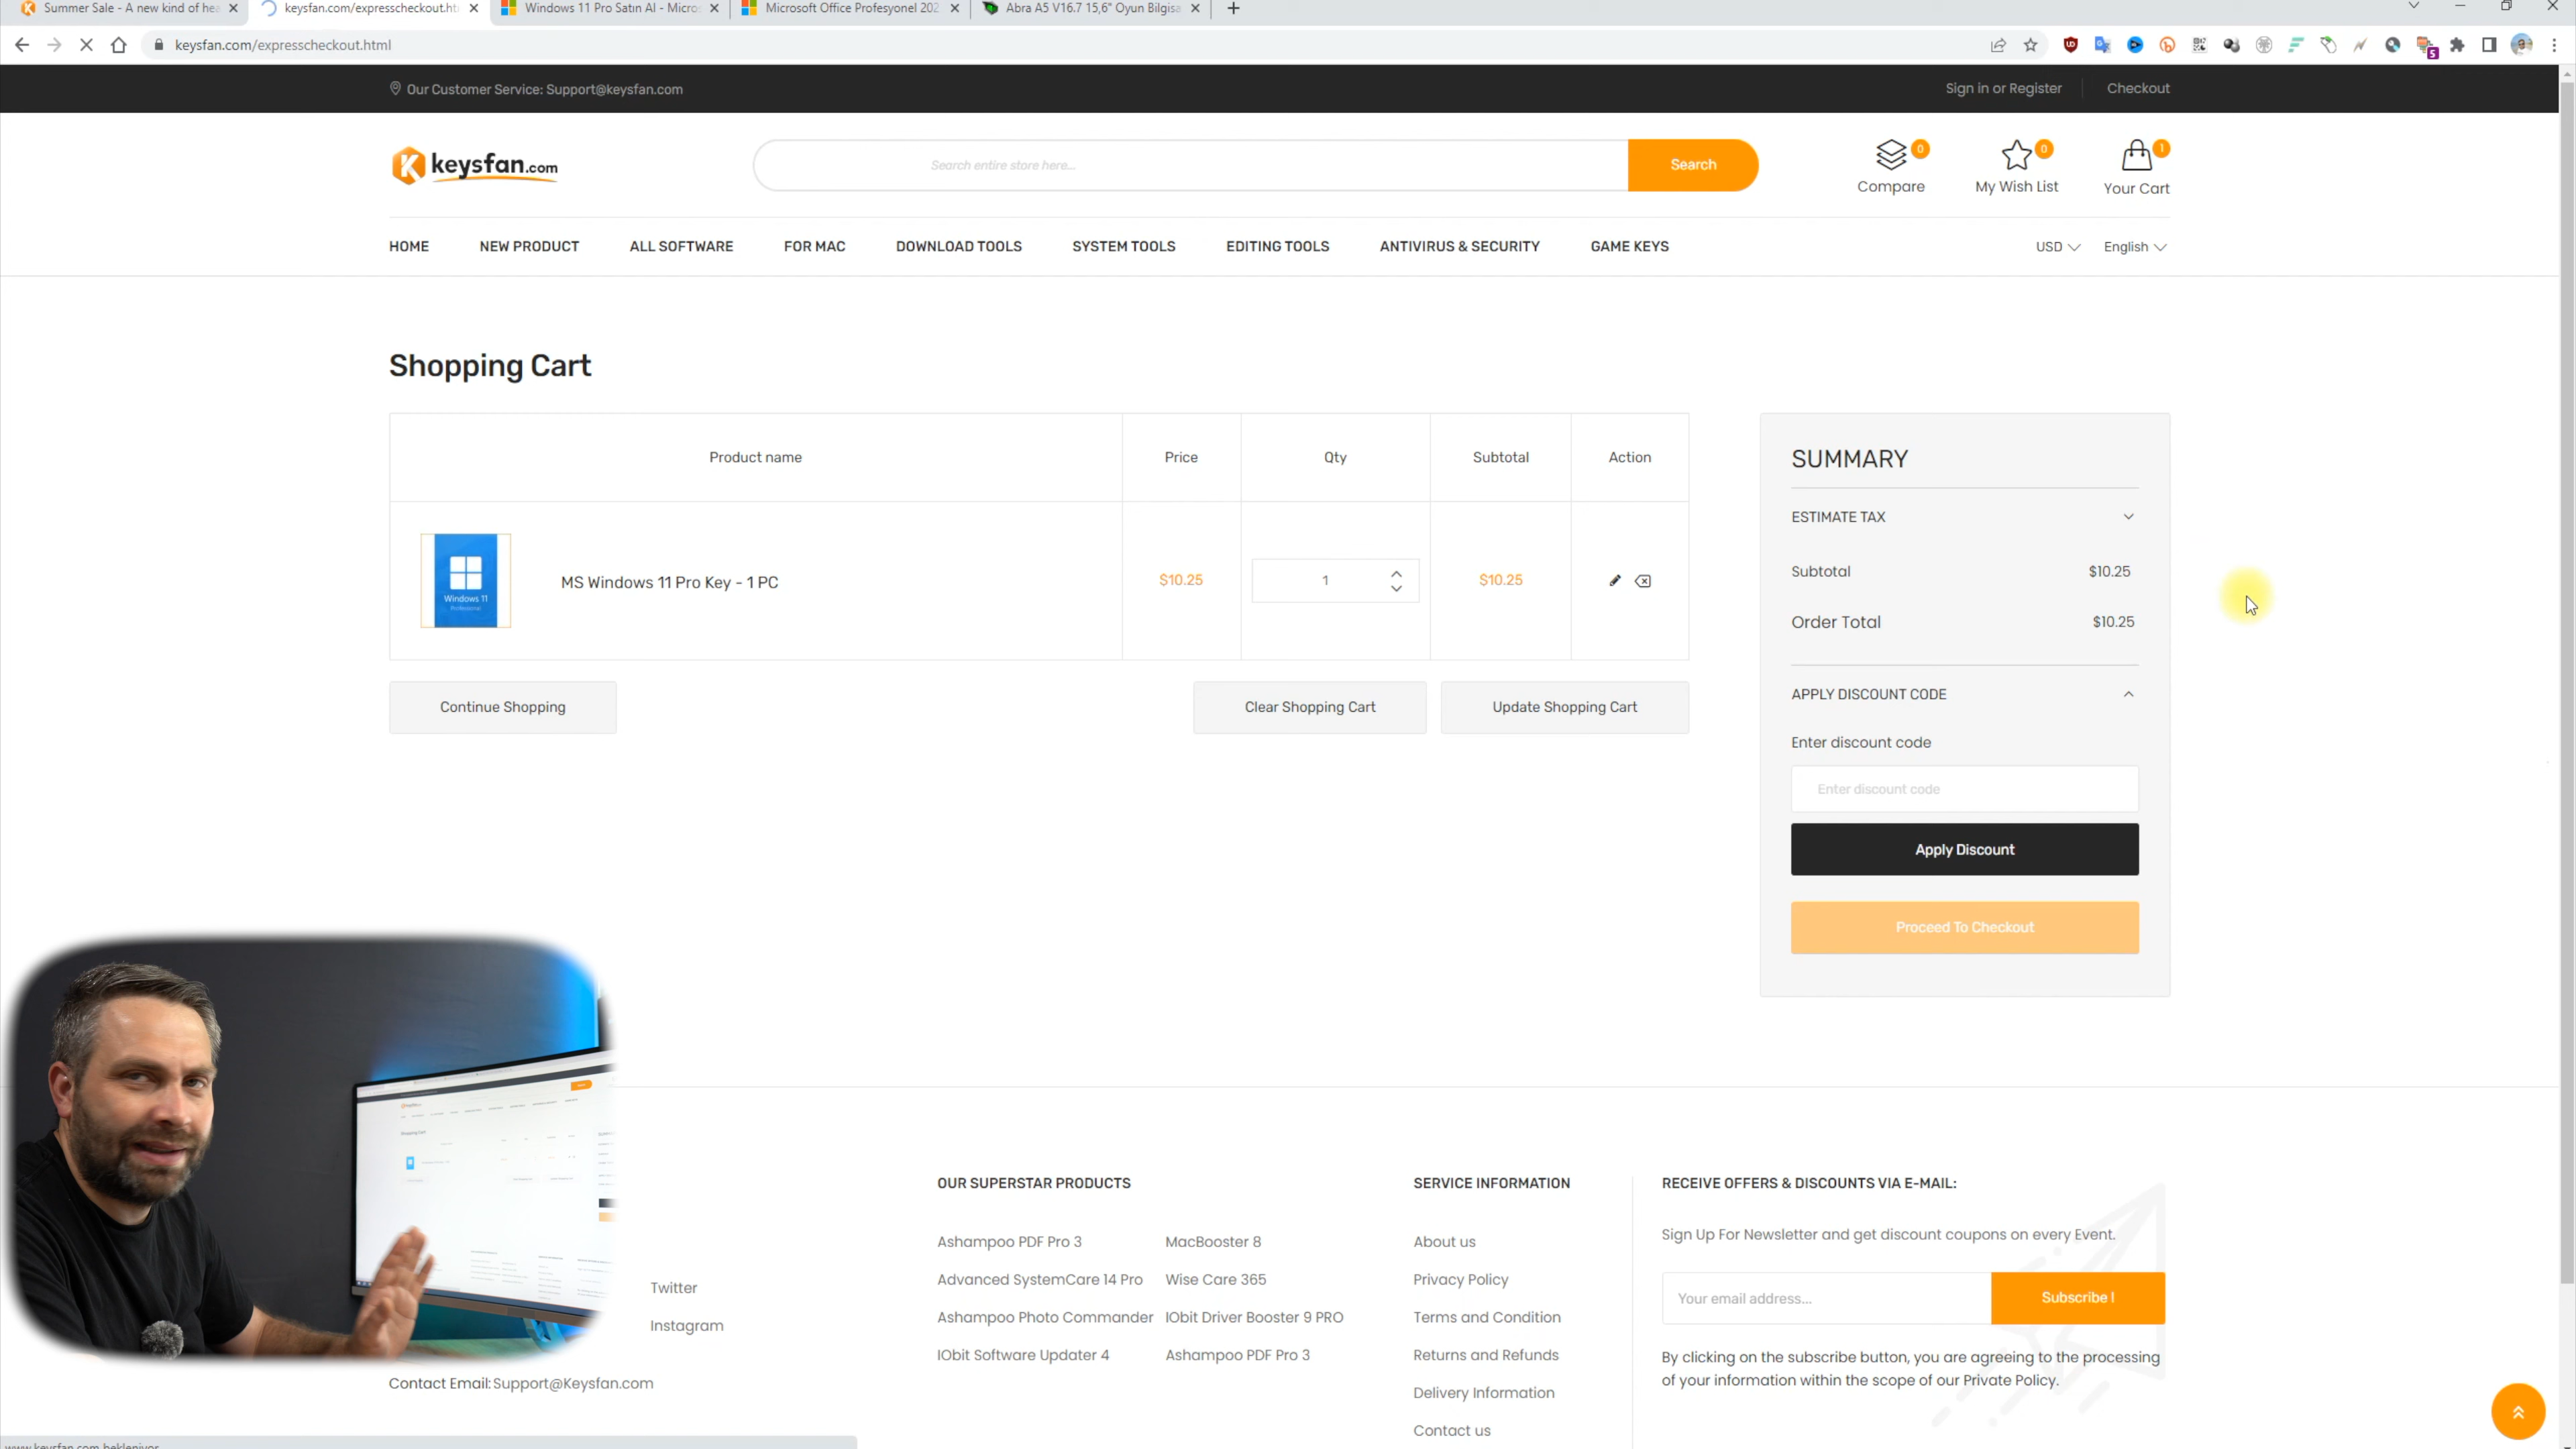 Summer Sale - A new kind of hea
keysfan.com/expresscheckout.ht
Windows 11 Pro Satın Al - Micros
Microsoft Office Profesyonel 202
Abra A5 V16.7 15,6" Oyun Bilgisa
keysfan.com/expresscheckout.html
5
Our Customer Service: Support@keysfan.com
Sign in or Register
Checkout
keysfan.com
Search entire store here...
Search
0
Compare
0
My Wish List
1
Your Cart
HOME
NEW PRODUCT
ALL SOFTWARE
FOR MAC
DOWNLOAD TOOLS
SYSTEM TOOLS
EDITING TOOLS
ANTIVIRUS & SECURITY
GAME KEYS
USD
English
Shopping Cart
Product name
Price
Qty
Subtotal
Action
Windows 11
Professional
MS Windows 11 Pro Key - 1 PC
$10.25
1
$10.25
Continue Shopping
Clear Shopping Cart
Update Shopping Cart
SUMMARY
ESTIMATE TAX
Subtotal
$10.25
Order Total
$10.25
APPLY DISCOUNT CODE
Enter discount code
Enter discount code
Apply Discount
Proceed To Checkout
Twitter
Instagram
Contact Email: Support@Keysfan.com
OUR SUPERSTAR PRODUCTS
Ashampoo PDF Pro 3
MacBooster 8
Advanced SystemCare 14 Pro
Wise Care 365
Ashampoo Photo Commander
IObit Driver Booster 9 PRO
IObit Software Updater 4
Ashampoo PDF Pro 3
SERVICE INFORMATION
About us
Privacy Policy
Terms and Condition
Returns and Refunds
Delivery Information
Contact us
RECEIVE OFFERS & DISCOUNTS VIA E-MAIL:
Sign Up For Newsletter and get discount coupons on every Event.
Your email address...
Subscribe !
By clicking on the subscribe button, you are agreeing to the processing
of your information within the scope of our Private Policy.
www.keysfan.com bekleniyor